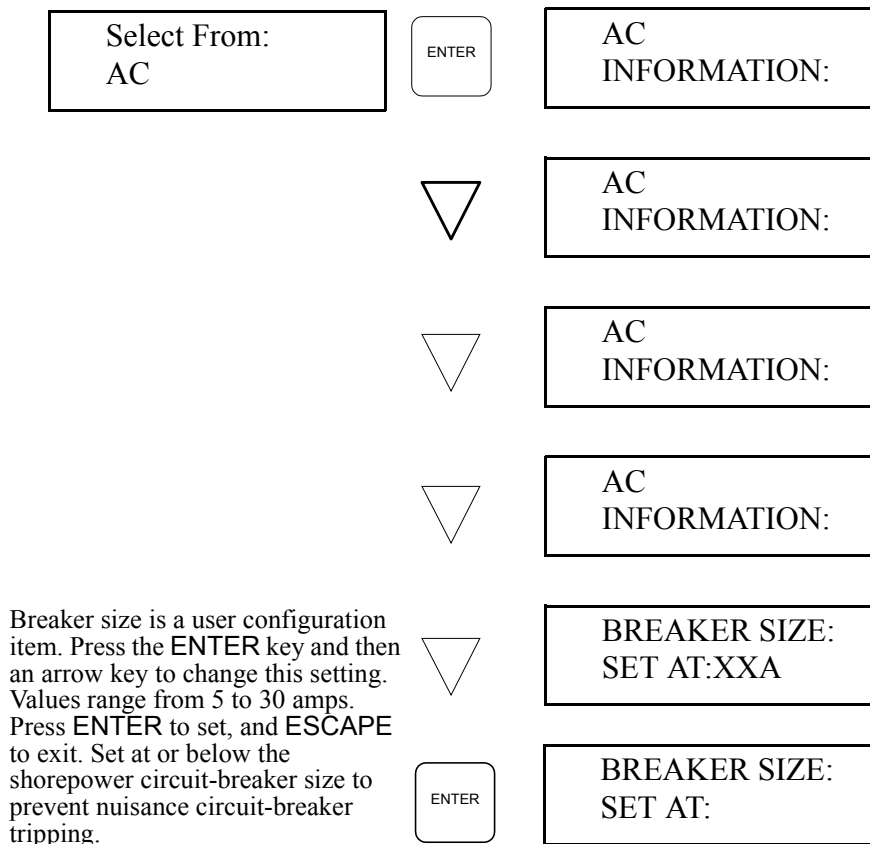 Select From:
AC
ENTER
AC
INFORMATION:
AC
INFORMATION:
AC
INFORMATION:
AC
INFORMATION:
Breaker size is a user configuration
item. Press the ENTER key and then
an arrow key to change this setting.
Values range from 5 to 30 amps.
Press ENTER to set, and ESCAPE
to exit. Set at or below the
shorepower circuit-breaker size to
prevent nuisance circuit-breaker
tripping.
BREAKER SIZE:
SET AT:XXA
ENTER
BREAKER SIZE:
SET AT: